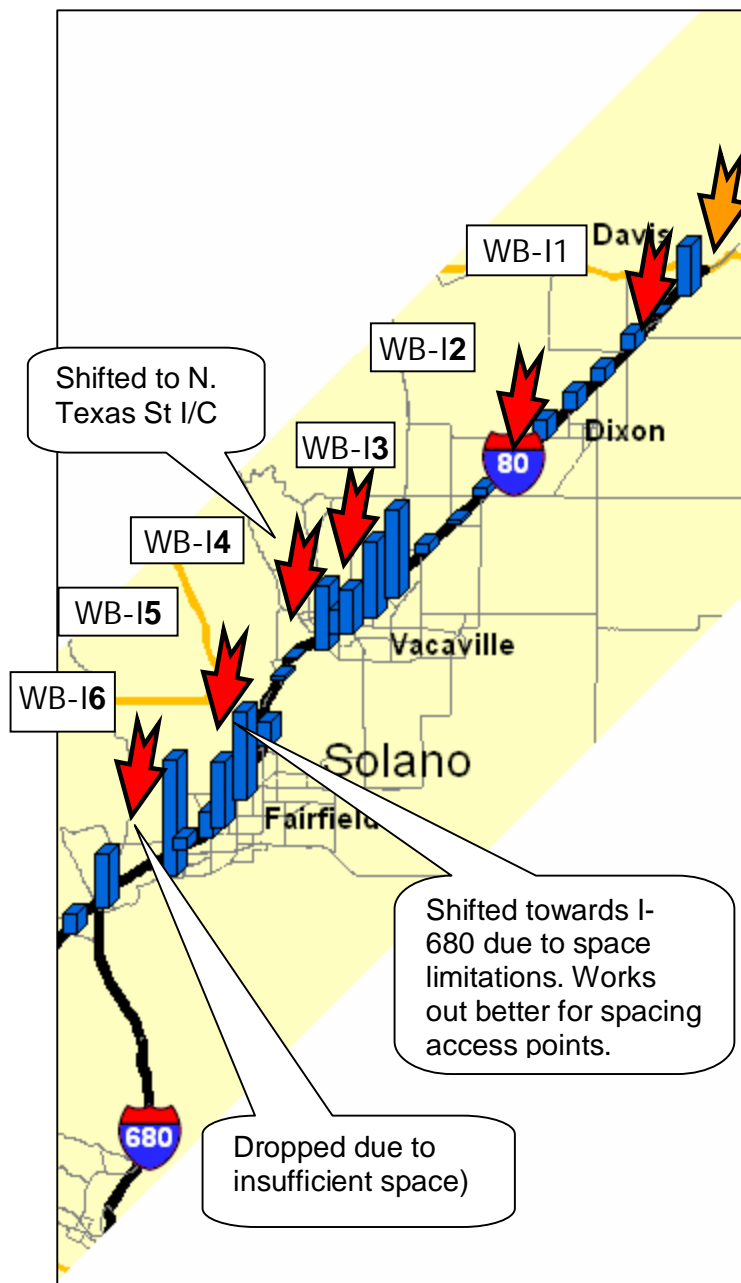 Davis
WB-I1
WB-I2
Shifted to N.
Texas St I/C
Dixon
WB-I3
80
WB-I4
WB-I5
Vacaville
WB-I6
Solano
Fairfield
Shifted towards I-
680 due to space
limitations. Works
out better for spacing
access points.
680
Dropped due to
insufficient space)